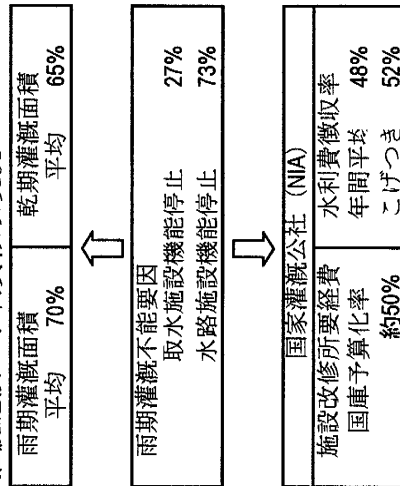 雨期灌漑面積
平均 70%
乾期灌漑面積
平均 65%
雨期灌漑不能要因
取水施設機能停止 27%
水路施設機能停止 73%
国家灌漑公社 (NIA)
施設改修所要経費
国庫予算化率
約50%
水利費徴収率
年間平均 48%
こげつき 52%